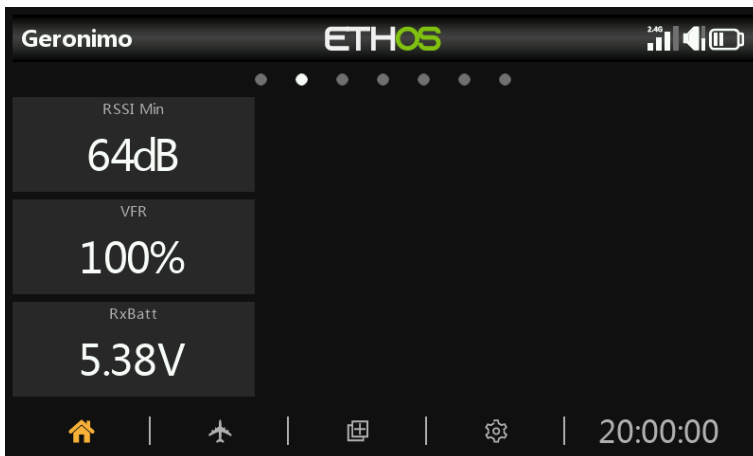 Geronimo
ETHOS
2.4G
RSSI Min
64dB
VFR
100%
RxBatt
5.38V
20:00:00